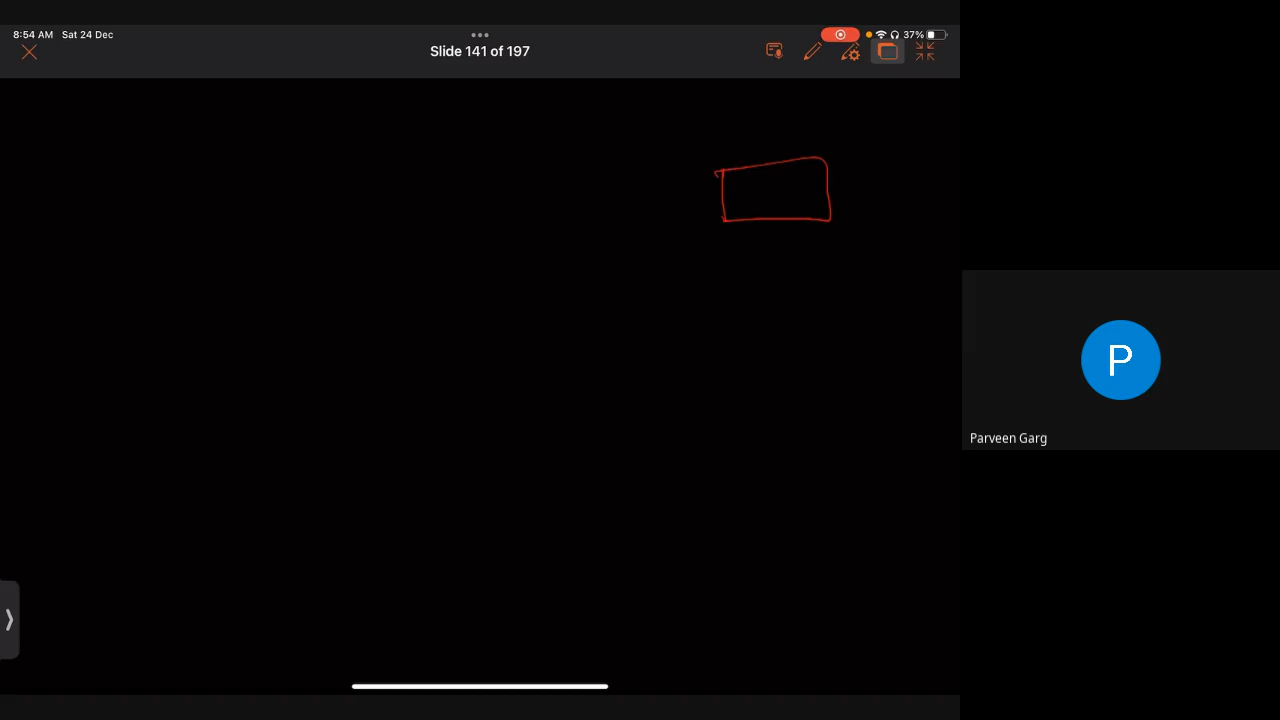 8:54 AM Sat 24 Dec
37%
Slide 141 of 197
P
Parveen Garg